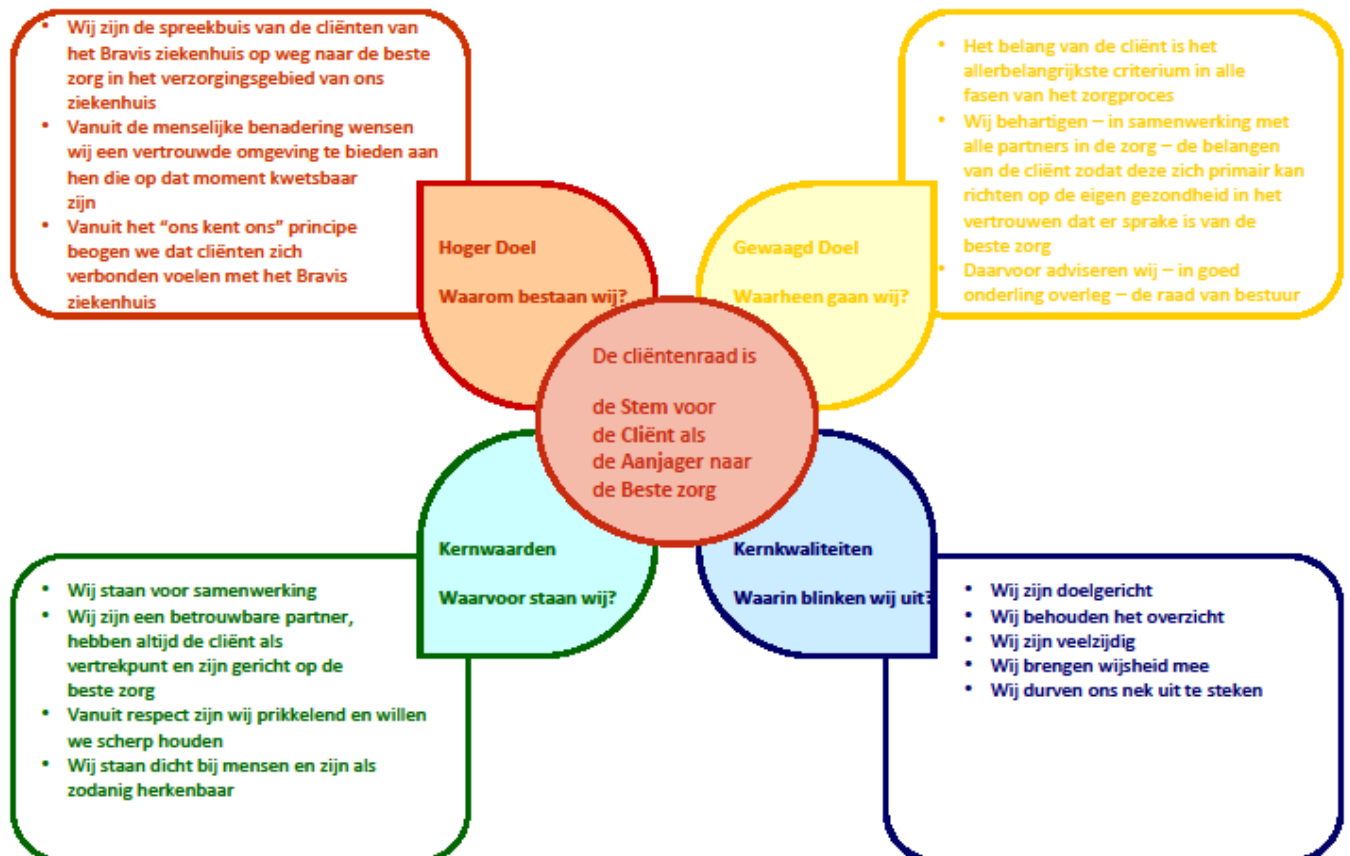 • Wij zijn de spreekbuis van de cliënten van
het Bravis ziekenhuis op weg naar de beste
zorg in het verzorgingsgebied van ons
ziekenhuis
• Vanuit de menselijke benadering wensen
wij een vertrouwde omgeving te bieden aan
hen die op dat moment kwetsbaar
zijn
• Vanuit het “ons kent ons” principe
beogen we dat cliënten zich
verbonden voelen met het Bravis
ziekenhuis
Hoger Doel
Waarom bestaan wij?
• Het belang van de cliënt is het
allerbelangrijkste criterium in alle
fasen van het zorgproces
• Wij behartigen – in samenwerking met
alle partners in de zorg – de belangen
van de cliënt zodat deze zich primair kan
richten op de eigen gezondheid in het
vertrouwen dat er sprake is van de
beste zorg
• Daarvoor adviseren wij – in goed
onderling overleg – de raad van bestuur
Gewaagd Doel
Waarheen gaan wij?
De cliëntenraad is
de Stem voor
de Cliënt als
de Aanjager naar
de Beste zorg
Kernwaarden
Waarvoor staan wij?
• Wij staan voor samenwerking
• Wij zijn een betrouwbare partner,
hebben altijd de cliënt als
vertrekpunt en zijn gericht op de
beste zorg
• Vanuit respect zijn wij prikkelend en willen
we scherp houden
• Wij staan dicht bij mensen en zijn als
zodanig herkenbaar
Kernkwaliteiten
Waarin blinken wij uit?
• Wij zijn doelgericht
• Wij behouden het overzicht
• Wij zijn veelzijdig
• Wij brengen wijsheid mee
• Wij durven ons nek uit te steken